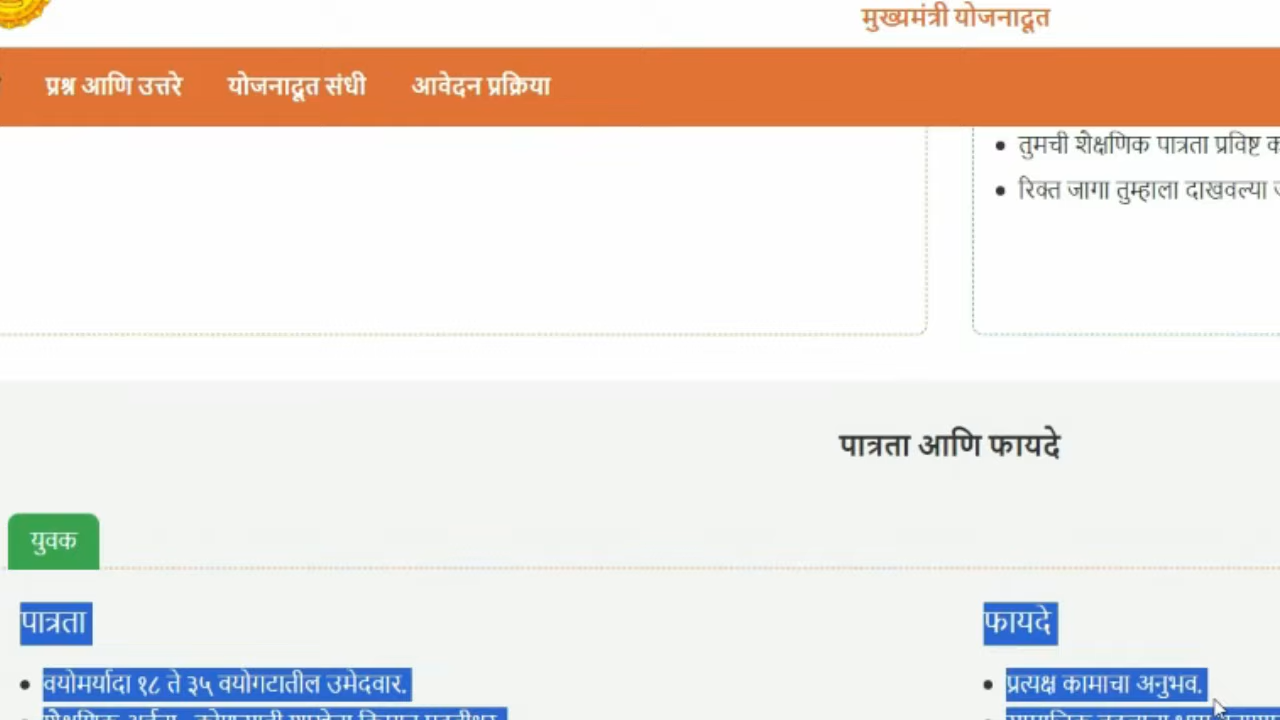 मुख्यमंत्री योजनादूत
प्रश्न आणि उत्तरे योजनादूत संधी आवेदन प्रक्रिया
तुमची शैक्षणिक पात्रता प्रविष्ट
रिक्त जागा तुम्हाला दाखवल्या
पात्रता आणि फायदे
युवक
पात्रता
वयोमर्यादा १८ ते ३५ वयोगटातील उमेदवार.
फायदे
प्रत्यक्ष कामाचा अनुभव.